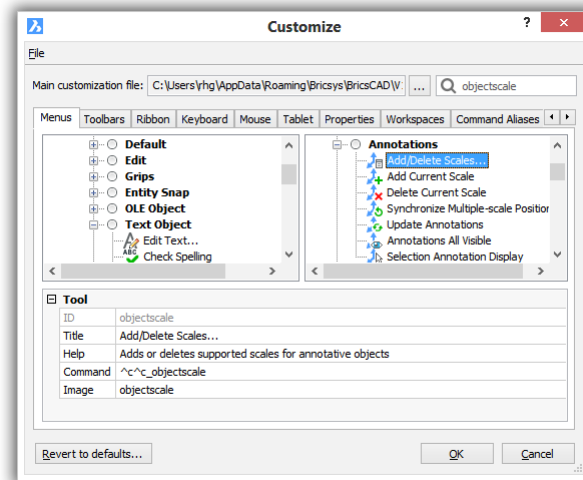 Customize
?
×
File
Main customization file: C:\Users\rhg\AppData\Roaming\Bricsys\BricsCAD\V ... objectscale
Menus Toolbars Ribbon Keyboard Mouse Tablet Properties Workspaces Command Aliases
Default
Edit
Grips
Entity Snap
OLE Object
Text Object
Edit Text...
ABC Check Spelling
Annotations
Add/Delete Scales...
Add Current Scale
Delete Current Scale
Synchronize Multiple-scale Position
Update Annotations
Annotations All Visible
Selection Annotation Display
Tool
ID objectscale
Title Add/Delete Scales...
Help Adds or deletes supported scales for annotative objects
Command ^c^c_objectscale
Image objectscale
Revert to defaults... OK Cancel